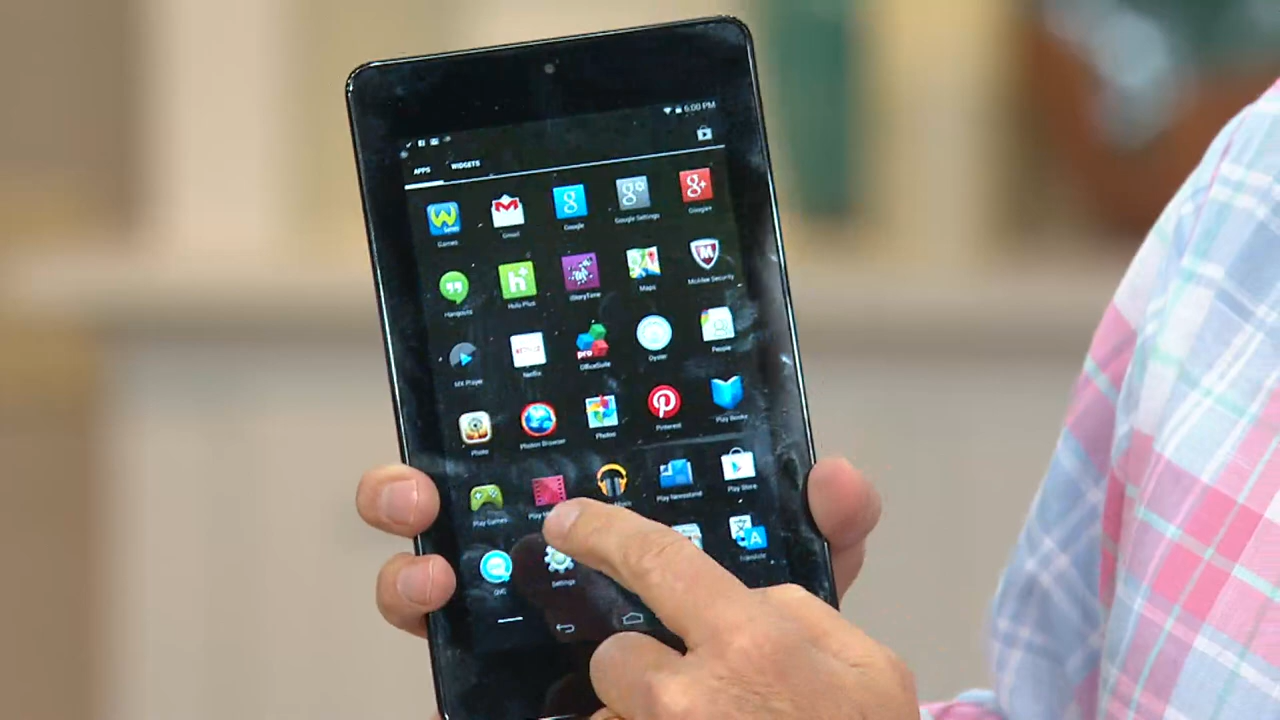 6:00 PM
APPS WIDGETS
Games Gmail Google Google Settings Google+
Hangouts Hulu Plus iStoryTime Maps McAfee Security
MX Player Netflix OfficeSuite Oyster People
Photo Photon Browser Photos Pinterest Play Books
Play Games Play Newsstand Play Store
QVC Settings Translate